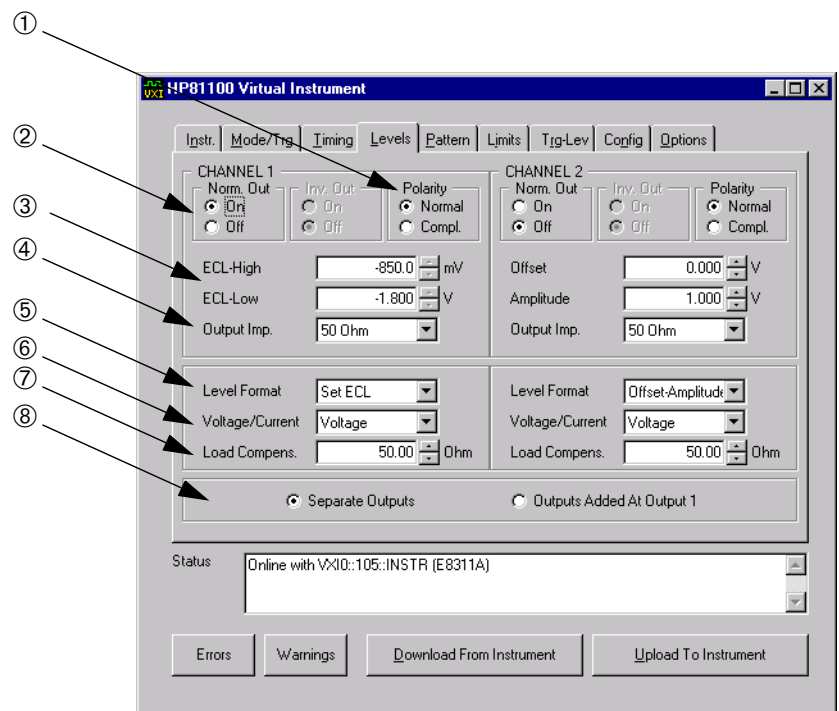 ①
HP81100 Virtual Instrument
②
Instr. Mode/Trg Timing Levels Pattern Limits Trg-Lev Config Options
CHANNEL 1 CHANNEL 2
Norm. Out Inv. Out Polarity Norm. Out Inv. Out Polarity
On On Normal On On Normal
Off Off Compl. Off Off Compl.
③
ECL-High -850.0 mV Offset 0.000 V
④
ECL-Low -1.800 V Amplitude 1.000 V
Output Imp. 50 Ohm Output Imp. 50 Ohm
⑤
Level Format Set ECL Level Format Offset-Amplitude
⑥
Voltage/Current Voltage Voltage/Current Voltage
⑦
Load Compens. 50.00 Ohm Load Compens. 50.00 Ohm
⑧
Separate Outputs Outputs Added At Output 1
Status Online with VXI0::105::INSTR (E8311A)
Errors Warnings Download From Instrument Upload To Instrument